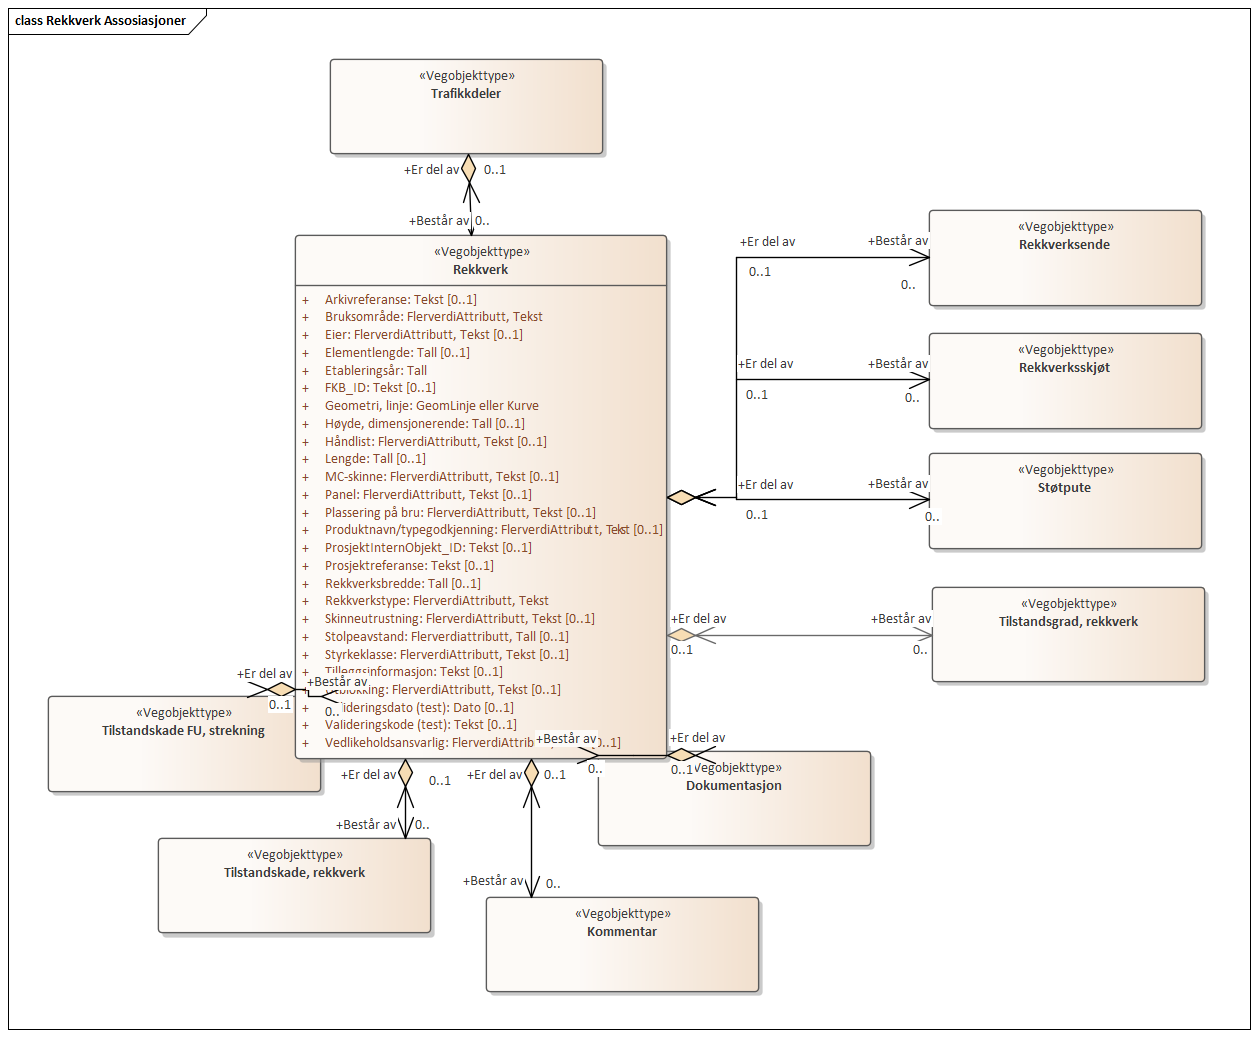 class Rekkverk Assosiasjoner
«Vegobjekttype»
Trafikkdeler
+Er del av
0..1
+Består av
0..
«Vegobjekttype»
Rekkverk
+ Arkivreferanse: Tekst [0..1]
+ Bruksområde: FlerverdiAttributt, Tekst
+ Eier: FlerverdiAttributt, Tekst [0..1]
+ Elementlengde: Tall [0..1]
+ Etableringsår: Tall
+ FKB_ID: Tekst [0..1]
+ Geometri, linje: GeomLinje eller Kurve
+ Høyde, dimensjonerende: Tall [0..1]
+ Håndlist: FlerverdiAttributt, Tekst [0..1]
+ Lengde: Tall [0..1]
+ MC-skinne: FlerverdiAttributt, Tekst [0..1]
+ Panel: FlerverdiAttributt, Tekst [0..1]
+ Plassering på bru: FlerverdiAttributt, Tekst [0..1]
+ Produktnavn/typegodkjenning: FlerverdiAttributt, Tekst [0..1]
+ ProsjektInternObjekt_ID: Tekst [0..1]
+ Prosjektreferanse: Tekst [0..1]
+ Rekkverksbredde: Tall [0..1]
+ Rekkverkstype: FlerverdiAttributt, Tekst
+ Skinneutrustning: FlerverdiAttributt, Tekst [0..1]
+ Stolpeavstand: Flerverdiattributt, Tall [0..1]
+ Styrkeklasse: FlerverdiAttributt, Tekst [0..1]
+ Tilleggsinformasjon: Tekst [0..1]
FlerverdiAttributt, Tekst [0..1]
+ Dato [0..1]
+ Valideringskode (test): Tekst [0..1]
+ Vedlikeholdsansvarlig:
+Er del av
0..1
+Består av
0..
«Vegobjekttype»
Rekkverksende
+Er del av
0..1
+Består av
0..
«Vegobjekttype»
Rekkverksskjøt
+Er del av
0..1
+Består av
0..
«Vegobjekttype»
Støtpute
+Er del av
0..1
+Består av
0..
«Vegobjekttype»
Tilstandsgrad, rekkverk
+Er del av
0..1
+Består av
0..
«Vegobjekttype»
Tilstandskade FU, strekning
+Består av
0..
+Er del av
0..1
«Vegobjekttype»
Dokumentasjon
+Er del av
0..1
+Består av
0..
«Vegobjekttype»
Tilstandskade, rekkverk
+Er del av
0..1
+Består av
0..
«Vegobjekttype»
Kommentar